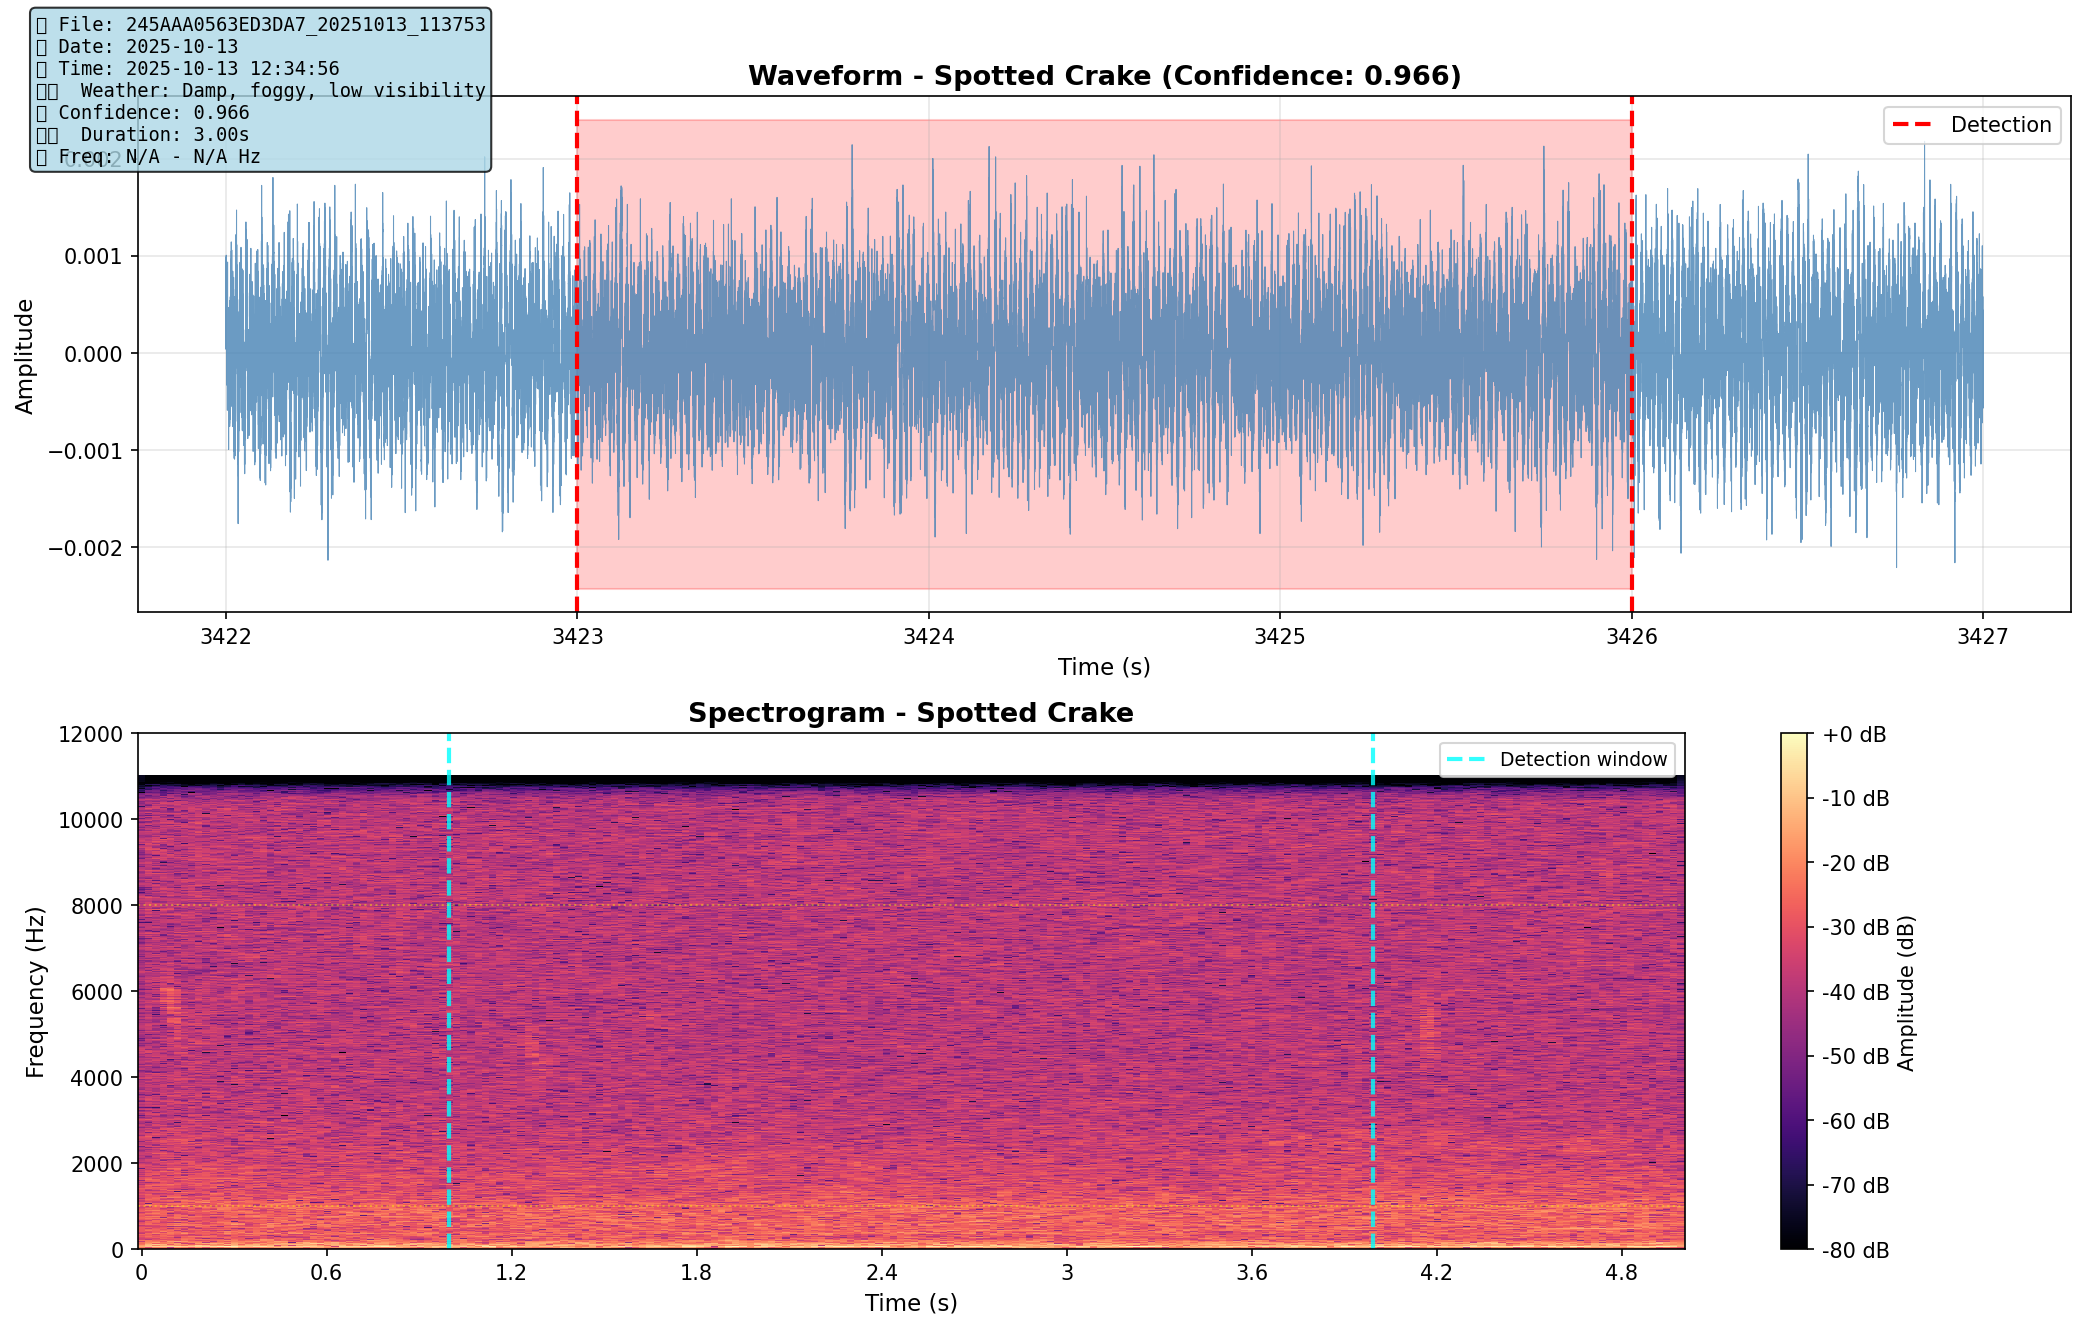 File: 245AAA0563ED3DA7_20251013_113753
Date: 2025-10-13
Time: 2025-10-13 12:34:56
Weather: Damp, foggy, low visibility
Confidence: 0.966
Duration: 3.00s
Freq: N/A - N/A Hz
Waveform - Spotted Crake (Confidence: 0.966)
Detection
Amplitude
0.002
0.001
0.000
−0.001
−0.002
3422 3423 3424 3425 3426 3427
Time (s)
Spectrogram - Spotted Crake
Detection window
Frequency (Hz)
12000
10000
8000
6000
4000
2000
0
0 0.6 1.2 1.8 2.4 3 3.6 4.2 4.8
Time (s)
+0 dB
-10 dB
-20 dB
-30 dB
-40 dB
-50 dB
-60 dB
-70 dB
-80 dB
Amplitude (dB)